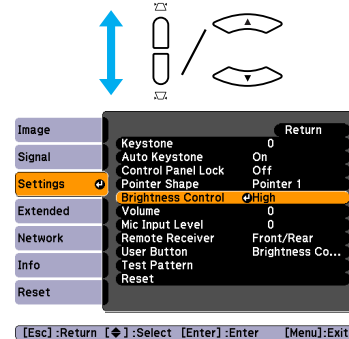 Return
Image
Signal
Settings
Extended
Network
Info
Reset
Keystone 0
Auto Keystone On
Control Panel Lock Off
Pointer Shape Pointer 1
Brightness Control High
Volume 0
Mic Input Level 0
Remote Receiver Front/Rear
User Button Brightness Co...
Test Pattern
Reset
[Esc] :Return [◆] :Select [Enter] :Enter [Menu]:Exit